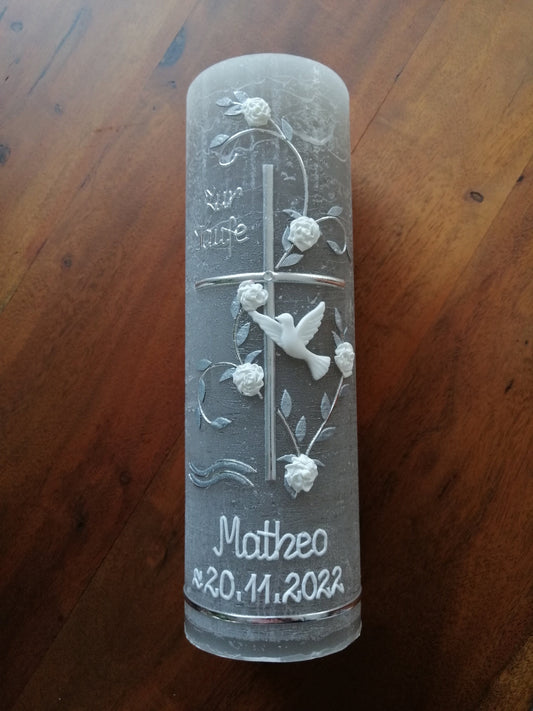 zur
Taufe
Matheo
≈20.11.2022